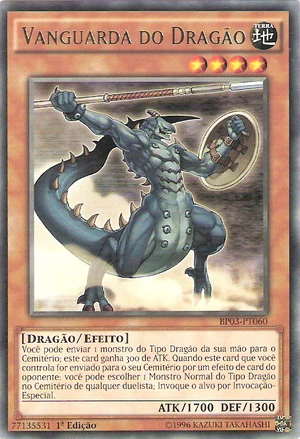 VANGUARDA DO DRAGÃO
TERRA
地
BP03-PT060
[DRAGÃO/EFEITO]
Você pode enviar 1 monstro do Tipo Dragão da sua mão para o
Cemitério; este card ganha 300 de ATK. Quando este card que você
controla for enviado para o seu Cemitério por um efeito de card do
oponente: você pode escolher 1 Monstro Normal do Tipo Dragão
no Cemitério de qualquer duelista; Invoque o alvo por Invocação-
Especial.
ATK/1700 DEF/1300
77135531 1ª Edição ©1996 KAZUKI TAKAHASHI